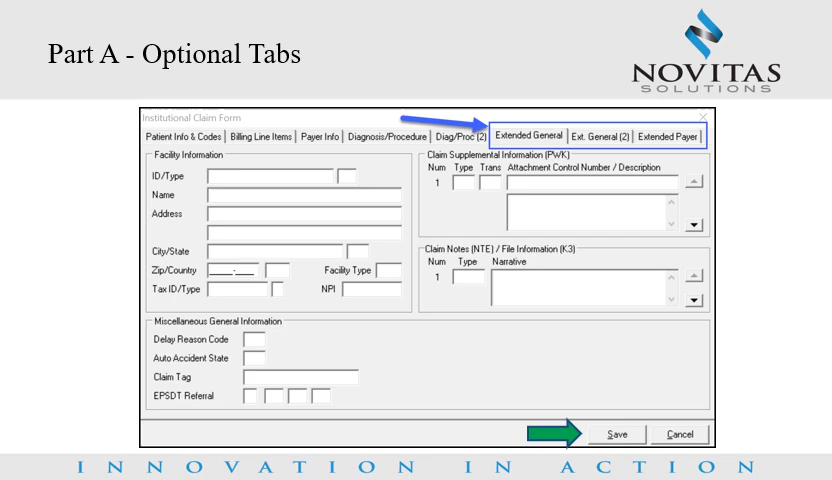 Part A - Optional Tabs
NOVITAS
SOLUTIONS
Institutional Claim Form
Patient Info & Codes Billing Line Items Payer Info Diagnosis/Procedure Diag/Proc (2) Extended General Ext. General (2) Extended Payer
Facility Information
ID/Type
Name
Address
City/State
Zip/Country Facility Type
Tax ID/Type NPI
Claim Supplemental Information (PWK)
Num Type Trans Attachment Control Number / Description
1
Claim Notes (NTE) / File Information (K3)
Num Type Narrative
1
Miscellaneous General Information
Delay Reason Code
Auto Accident State
Claim Tag
EPSDT Referral
Save Cancel
INNOVATION IN ACTION